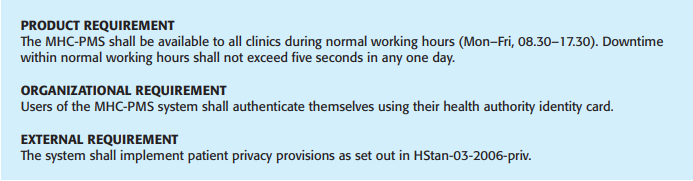 PRODUCT REQUIREMENT
The MHC-PMS shall be available to all clinics during normal working hours (Mon–Fri, 08.30–17.30). Downtime
within normal working hours shall not exceed five seconds in any one day.
ORGANIZATIONAL REQUIREMENT
Users of the MHC-PMS system shall authenticate themselves using their health authority identity card.
EXTERNAL REQUIREMENT
The system shall implement patient privacy provisions as set out in HStan-03-2006-priv.